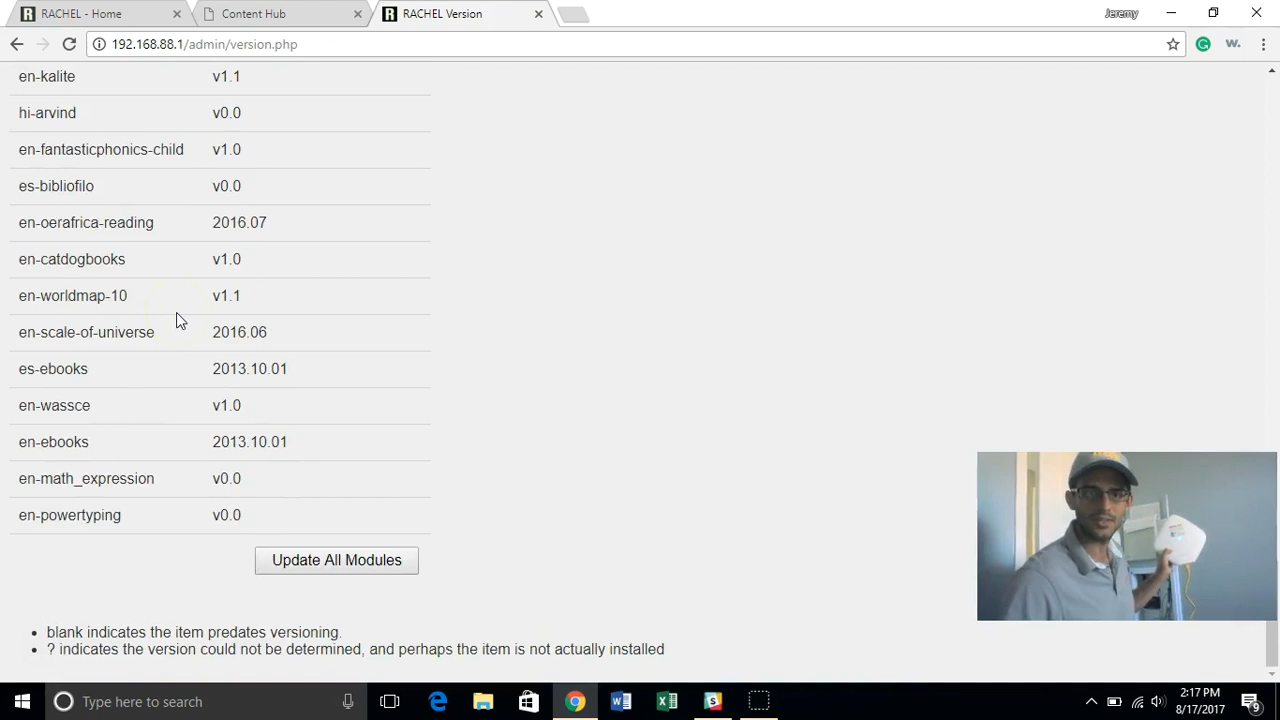 RACHEL - Home
Content Hub
RACHEL Version
Jeremy
192.168.88.1/admin/version.php
w.
en-kalite v1.1
hi-arvind v0.0
en-fantasticphonics-child v1.0
es-bibliofilo v0.0
en-oerafrica-reading 2016.07
en-catdogbooks v1.0
en-worldmap-10 v1.1
en-scale-of-universe 2016.06
es-ebooks 2013.10.01
en-wassce v1.0
en-ebooks 2013.10.01
en-math_expression v0.0
en-powertyping v0.0
Update All Modules
blank indicates the item predates versioning.
? indicates the version could not be determined, and perhaps the item is not actually installed
Type here to search
2:17 PM
8/17/2017